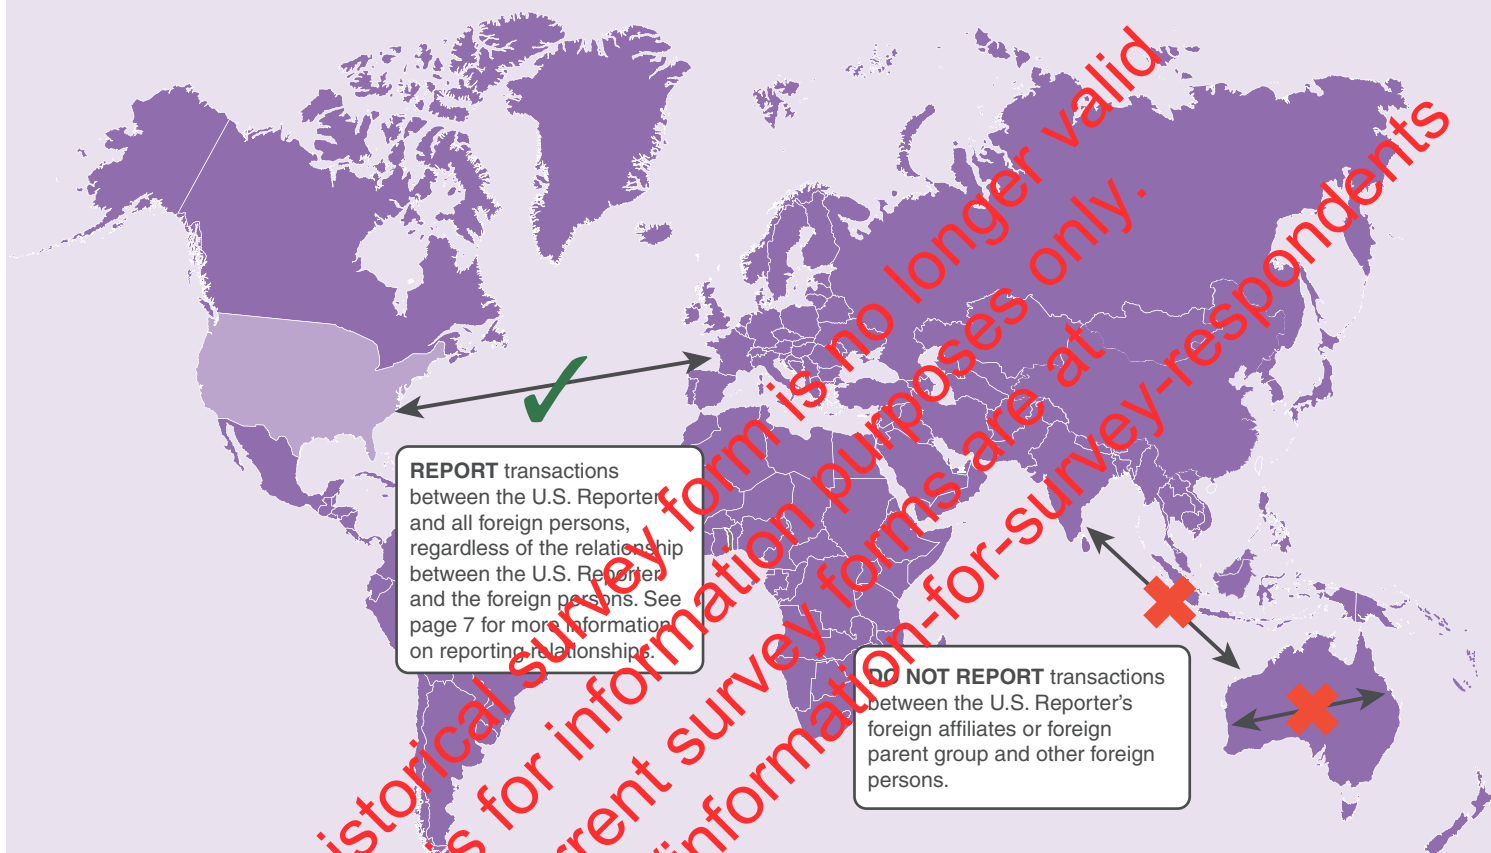 REPORT transactions
between the U.S. Reporter
and all foreign persons,
regardless of the relationship
between the U.S. Reporter
and the foreign persons. See
page 7 for more information
on reporting relationships.
DO NOT REPORT transactions
between the U.S. Reporter’s
foreign affiliates or foreign
parent group and other foreign
persons.
istorical survey form is no longer valid
is for information purposes only.
rrent survey forms are at
information-for-survey-respondents